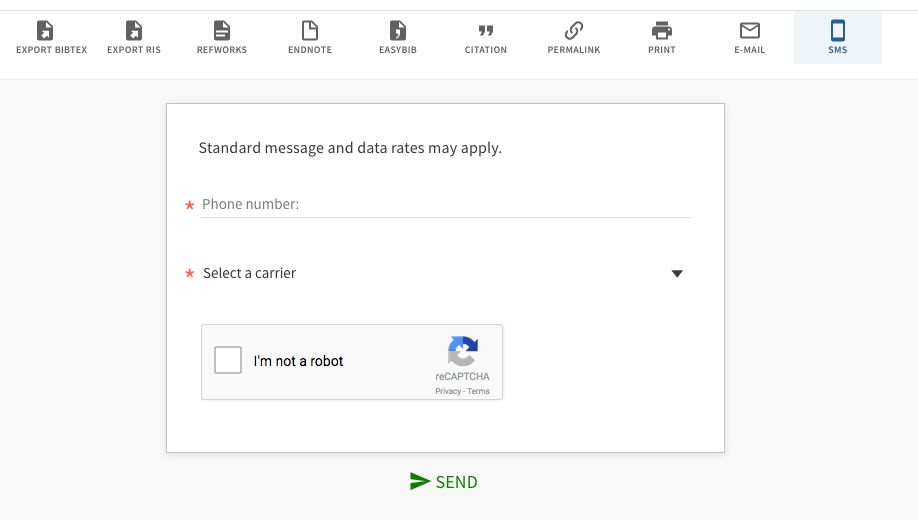 EXPORT BIBTEX EXPORT RIS REFWORKS ENDNOTE EASYBIB CITATION PERMALINK PRINT E-MAIL SMS
Standard message and data rates may apply.
* Phone number:
* Select a carrier
I'm not a robot
reCAPTCHA
Privacy - Terms
SEND